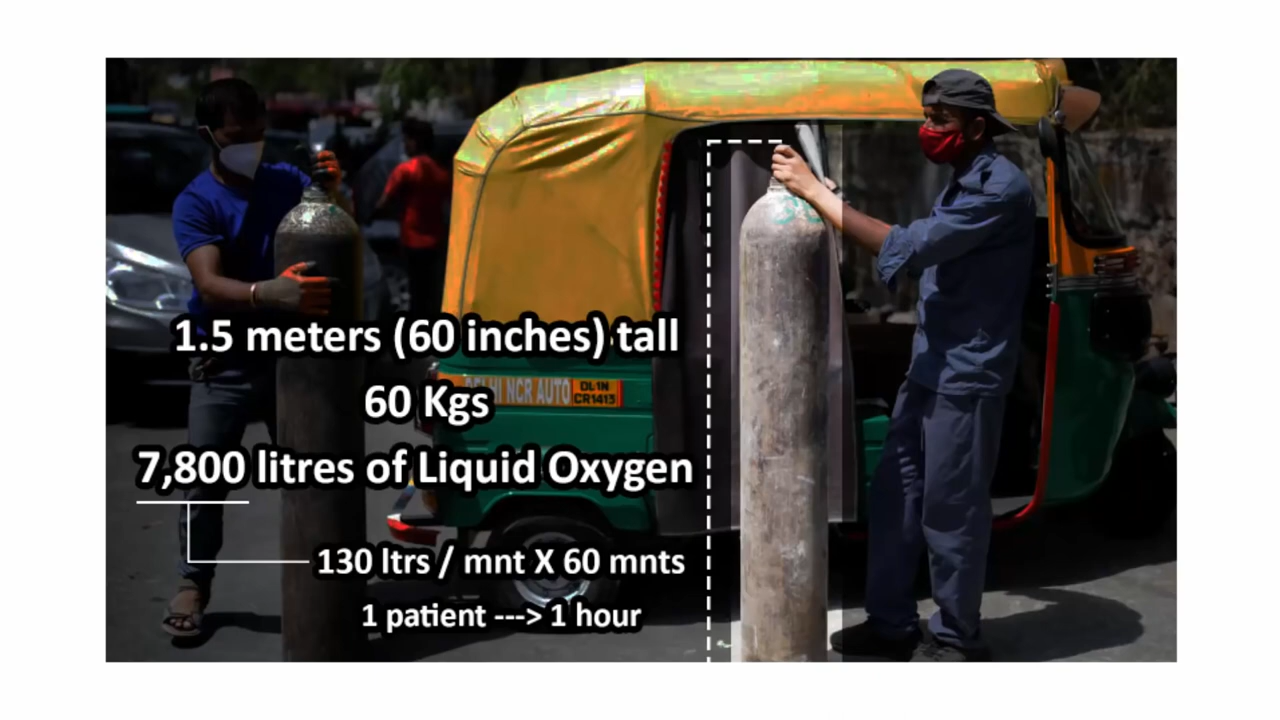 1.5 meters (60 inches) tall
DELHI NCR AUTO
DL1N
CR1413
60 Kgs
7,800 litres of Liquid Oxygen
130 ltrs / mnt X 60 mnts
1 patient ---> 1 hour